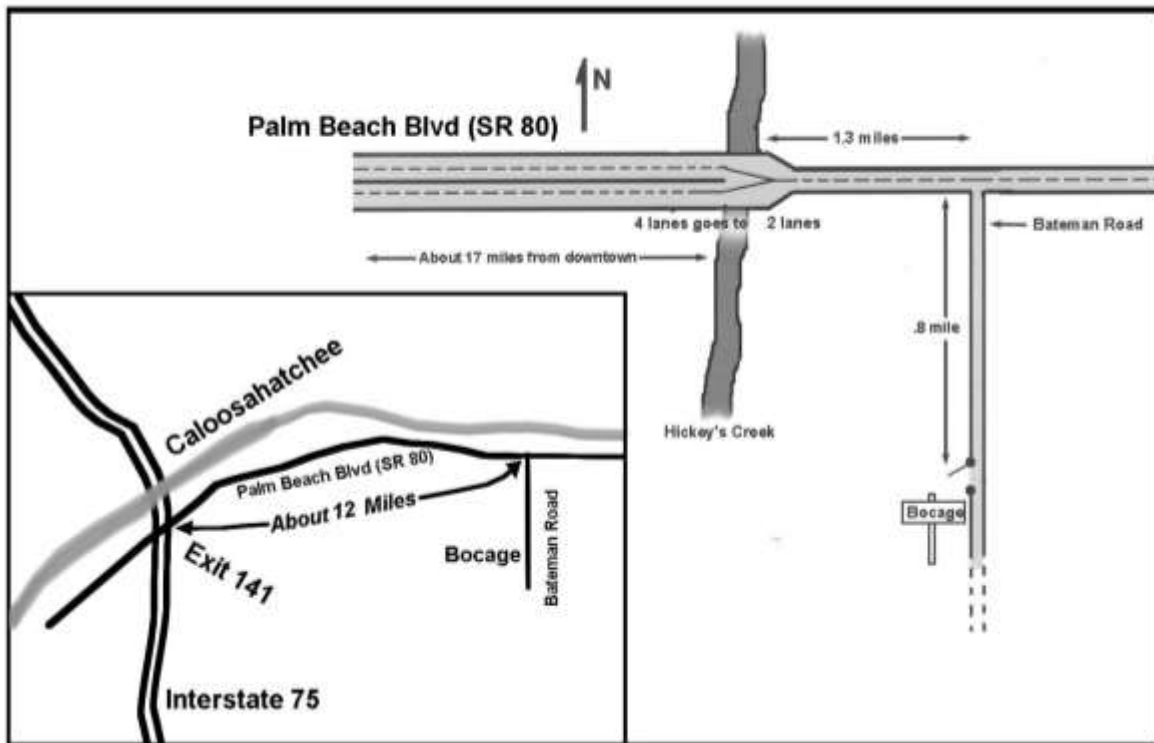 N
Palm Beach Blvd (SR 80)
1.3 miles
4 lanes goes to 2 lanes
Bateman Road
About 17 miles from downtown
.8 mile
Hickey's Creek
Bocage
Caloosahatchee
Palm Beach Blvd (SR 80)
About 12 Miles
Exit 141
Bocage
Bateman Road
Interstate 75